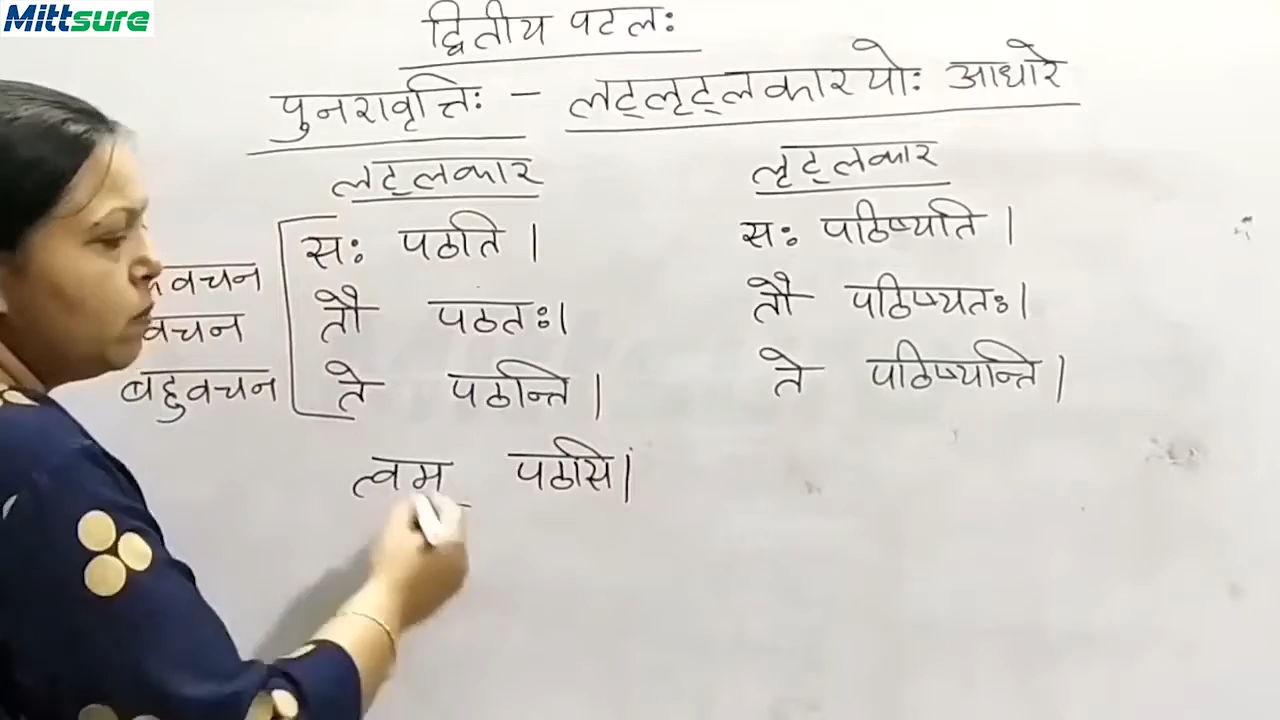 Mittsure
द्वितीय पटलः
पुनरावृत्तिः - लट्लृट्लकारयोः आधारे
लट्लकार
लृट्लकार
सः पठति ।
सः पठिष्यति ।
वचन
तौ पठतः।
तौ पठिष्यतः।
वचन
ते पठन्ति ।
ते पठिष्यन्ति ।
बहुवचन
त्वम पठसि।